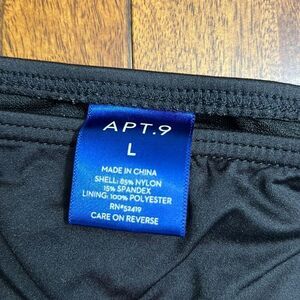 APT.9
L
MADE IN CHINA
SHELL: 85% NYLON
15% SPANDEX
LINING: 100% POLYESTER
RN#52419
CARE ON REVERSE